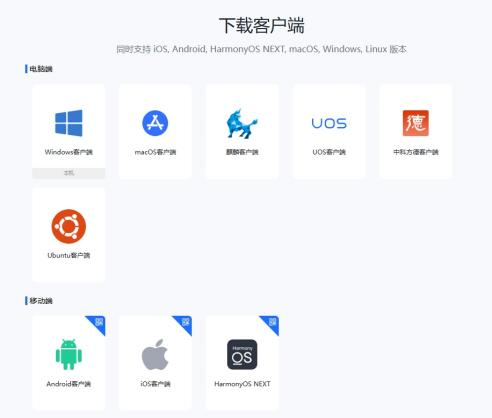 下载客户端
同时支持 iOS, Android, HarmonyOS NEXT, macOS, Windows, Linux 版本
电脑端
Windows客户端
本机
macOS客户端
麒麟客户端
UOS
UOS客户端
德
中科方德客户端
Ubuntu客户端
移动端
Android客户端
iOS客户端
Harmony
OS
HarmonyOS NEXT